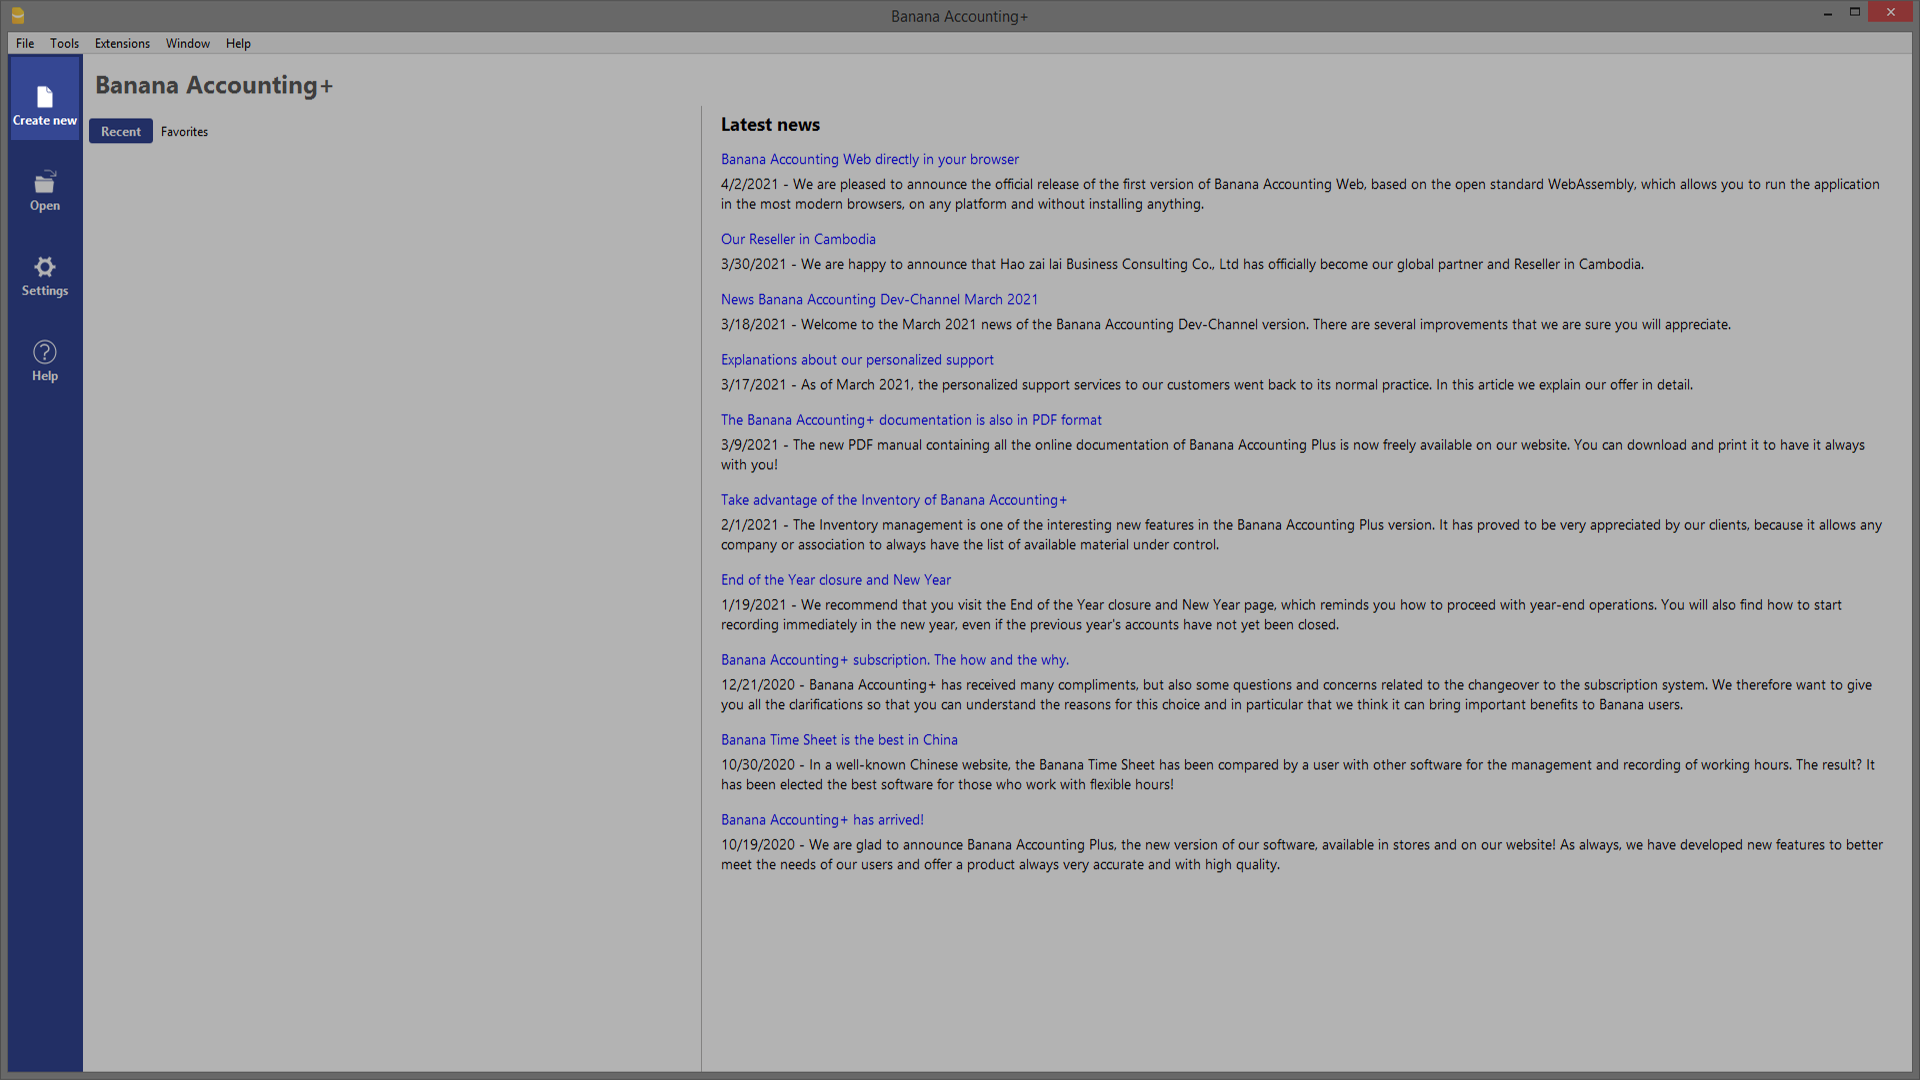 Banana Accounting+
File Tools Extensions Window Help
Create new
Open
Settings
Help
Banana Accounting+
Recent Favorites
Latest news
Banana Accounting Web directly in your browser
4/2/2021 - We are pleased to announce the official release of the first version of Banana Accounting Web, based on the open standard WebAssembly, which allows you to run the application
in the most modern browsers, on any platform and without installing anything.
Our Reseller in Cambodia
3/30/2021 - We are happy to announce that Hao zai lai Business Consulting Co., Ltd has officially become our global partner and Reseller in Cambodia.
News Banana Accounting Dev-Channel March 2021
3/18/2021 - Welcome to the March 2021 news of the Banana Accounting Dev-Channel version. There are several improvements that we are sure you will appreciate.
Explanations about our personalized support
3/17/2021 - As of March 2021, the personalized support services to our customers went back to its normal practice. In this article we explain our offer in detail.
The Banana Accounting+ documentation is also in PDF format
3/9/2021 - The new PDF manual containing all the online documentation of Banana Accounting Plus is now freely available on our website. You can download and print it to have it always
with you!
Take advantage of the Inventory of Banana Accounting+
2/1/2021 - The Inventory management is one of the interesting new features in the Banana Accounting Plus version. It has proved to be very appreciated by our clients, because it allows any
company or association to always have the list of available material under control.
End of the Year closure and New Year
1/19/2021 - We recommend that you visit the End of the Year closure and New Year page, which reminds you how to proceed with year-end operations. You will also find how to start
recording immediately in the new year, even if the previous year's accounts have not yet been closed.
Banana Accounting+ subscription. The how and the why.
12/21/2020 - Banana Accounting+ has received many compliments, but also some questions and concerns related to the changeover to the subscription system. We therefore want to give
you all the clarifications so that you can understand the reasons for this choice and in particular that we think it can bring important benefits to Banana users.
Banana Time Sheet is the best in China
10/30/2020 - In a well-known Chinese website, the Banana Time Sheet has been compared by a user with other software for the management and recording of working hours. The result? It
has been elected the best software for those who work with flexible hours!
Banana Accounting+ has arrived!
10/19/2020 - We are glad to announce Banana Accounting Plus, the new version of our software, available in stores and on our website! As always, we have developed new features to better
meet the needs of our users and offer a product always very accurate and with high quality.